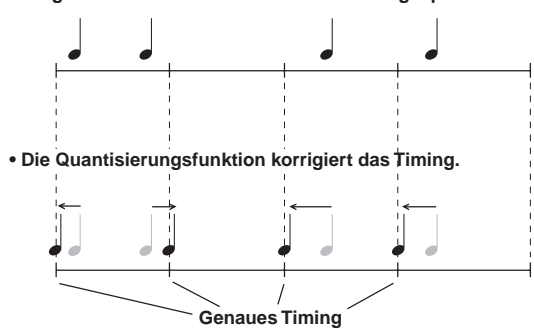 • Die Quantisierungsfunktion korrigiert das Timing.
Genaues Timing